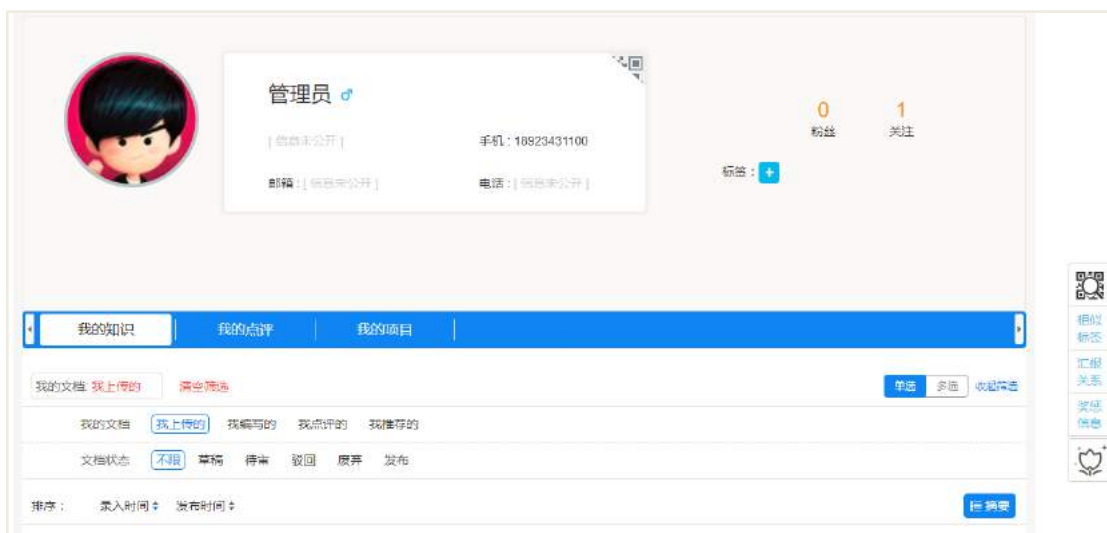 管理员
0 1
粉丝 关注
[ 信息未公开 ] 手机 : 18923431100
标签 : +
邮箱 : [ 信息未公开 ] 电话 : [ 信息未公开 ]
我的知识 我的点评 我的项目
相似标签
汇报关系
奖惩信息
我的文档: 我上传的 清空筛选 单选 多选 收起筛选
我的文档 我上传的 我编写的 我点评的 我推荐的
文档状态 不限 草稿 待审 驳回 废弃 发布
排序 : 录入时间 发布时间 摘要